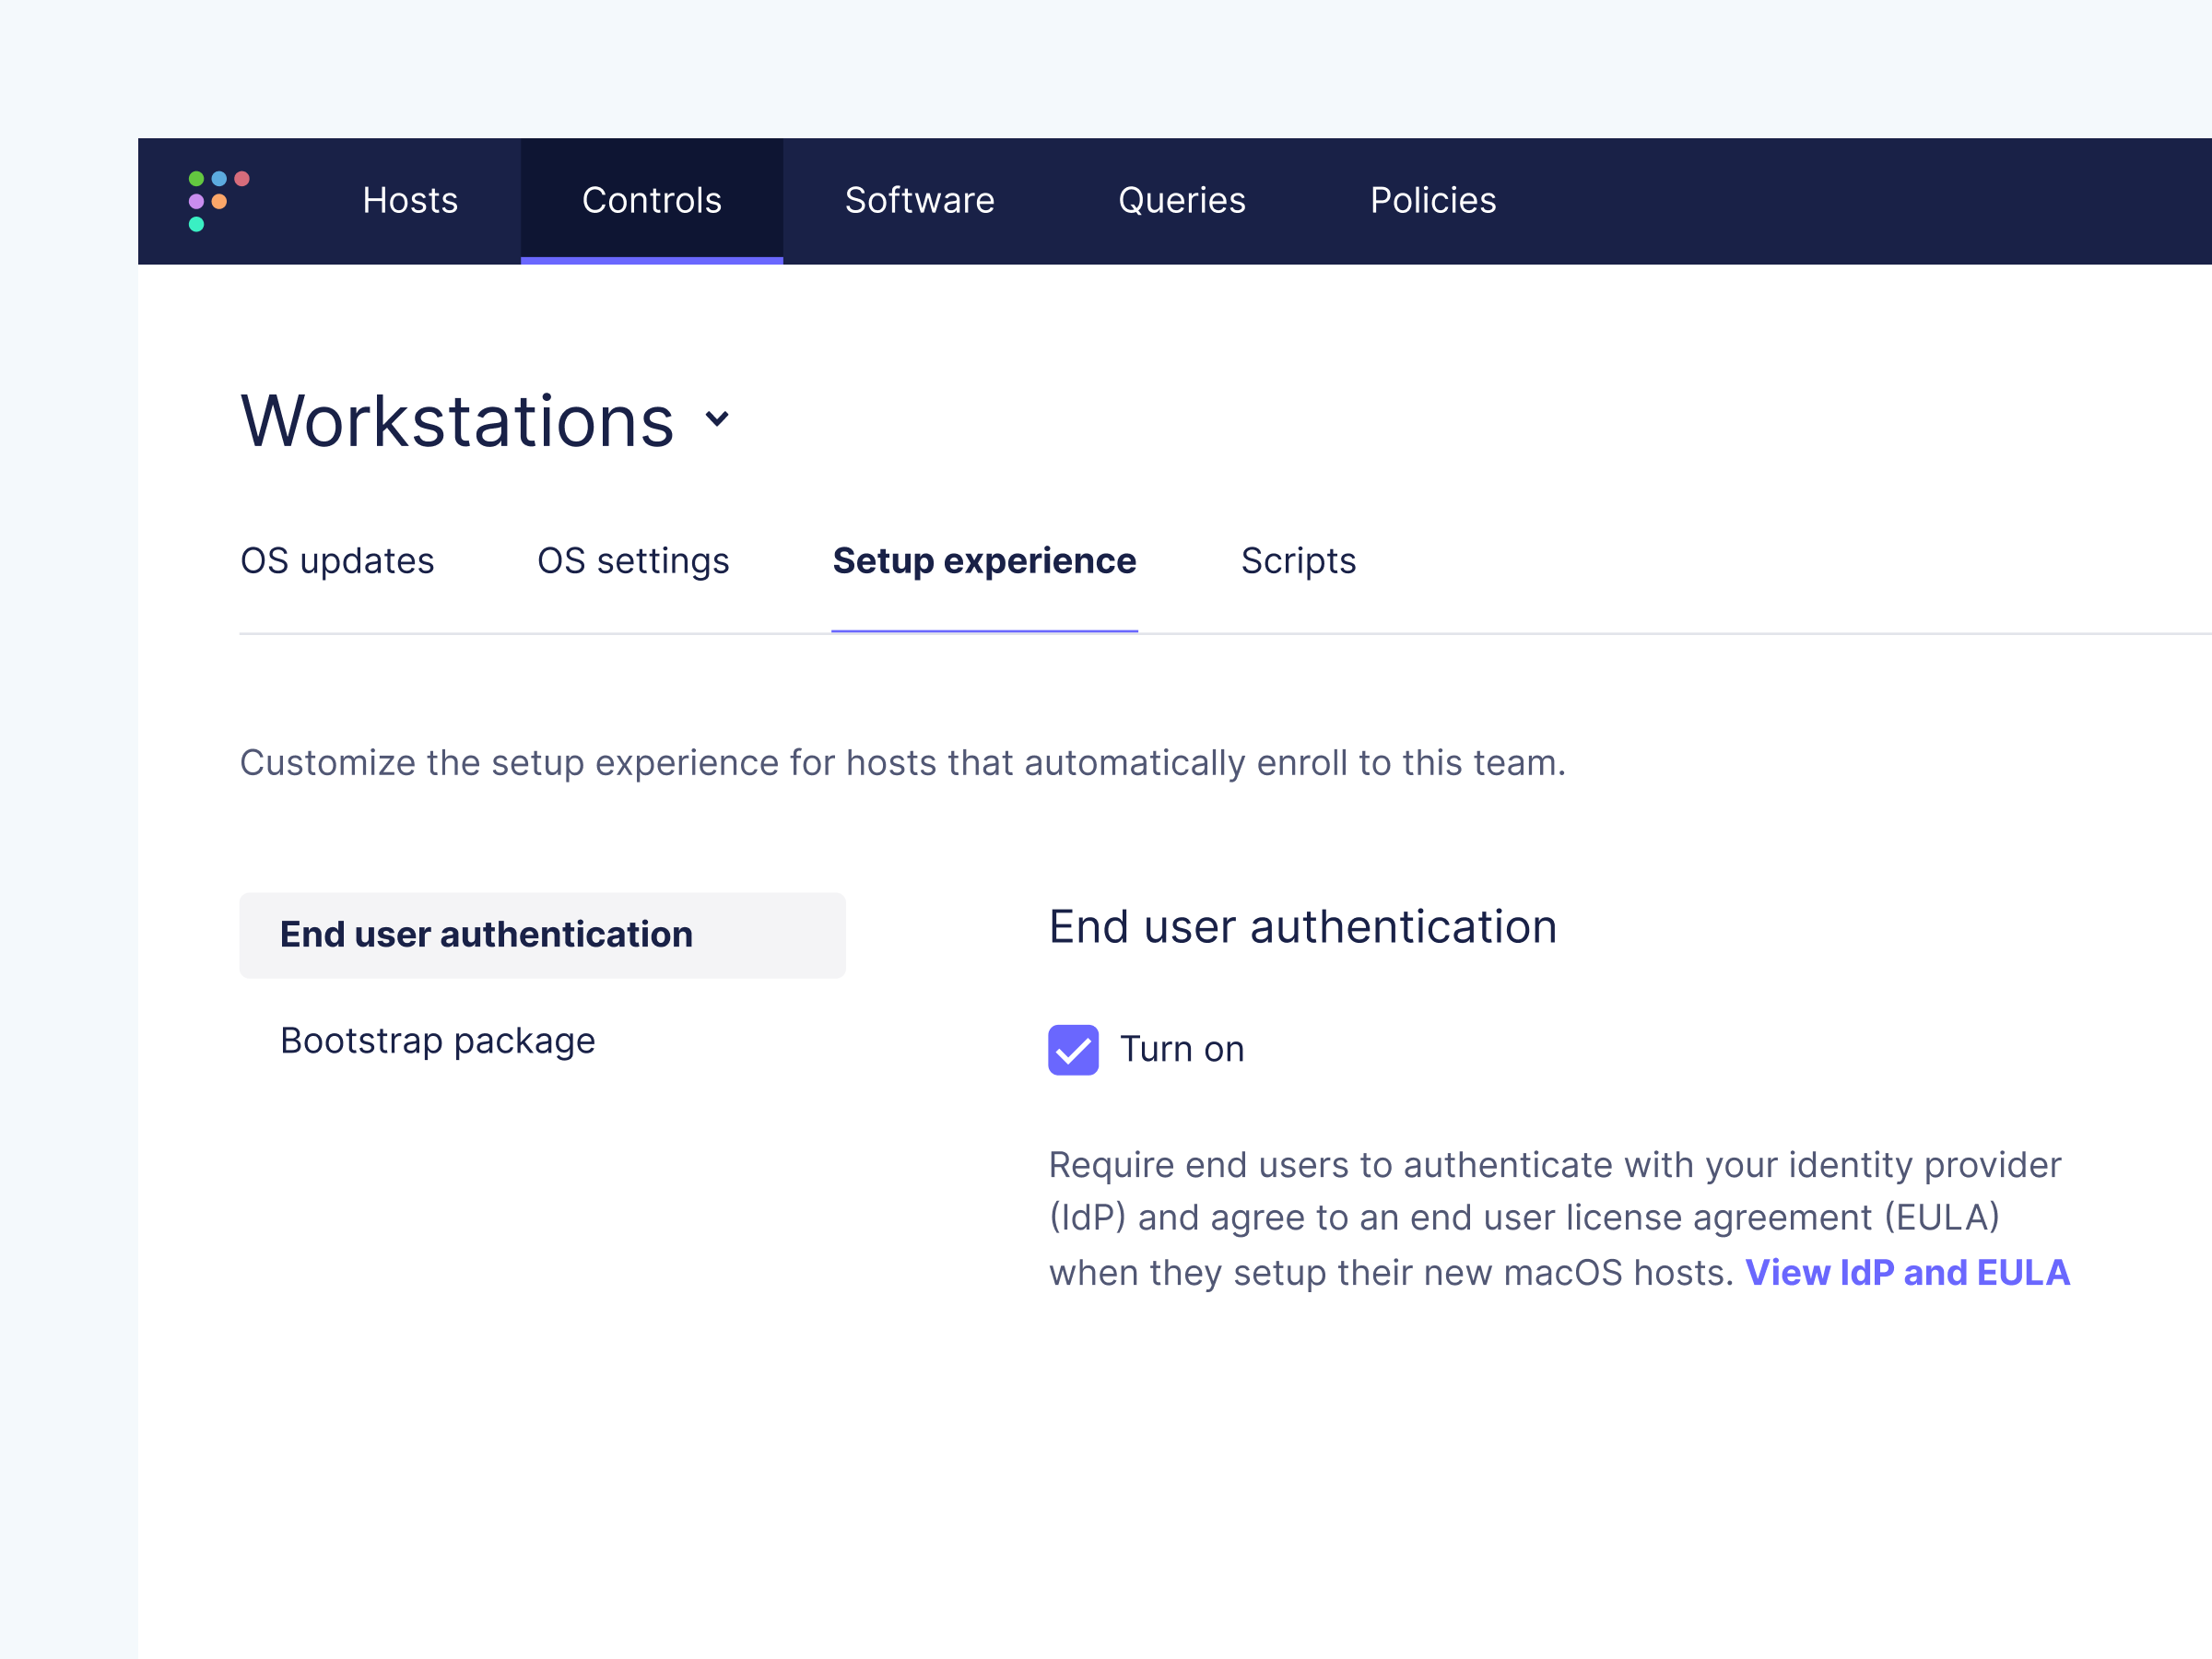 Hosts Controls Software Queries Policies
Workstations
OS updates OS settings Setup experience Scripts
Customize the setup experience for hosts that automatically enroll to this team.
End user authentication
Bootstrap package
End user authentication
Turn on
Require end users to authenticate with your identity provider
(IdP) and agree to an end user license agreement (EULA)
when they setup their new macOS hosts. View IdP and EULA